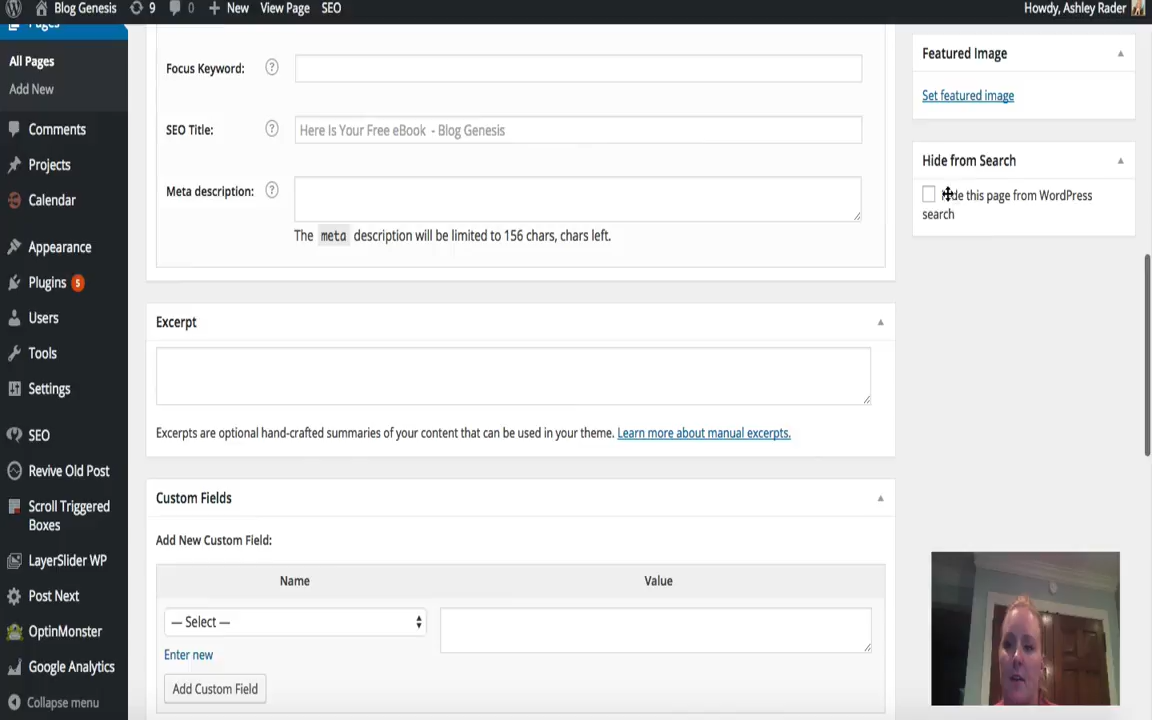 Blog Genesis 9 0 New View Page SEO Howdy, Ashley Rader
Pages
All Pages
Add New
Comments
Projects
Calendar
Appearance
Plugins 5
Users
Tools
Settings
SEO
Revive Old Post
Scroll Triggered
Boxes
LayerSlider WP
Post Next
OptinMonster
Google Analytics
Collapse menu
Focus Keyword: ?
SEO Title: ? Here Is Your Free eBook - Blog Genesis
Meta description: ?
The meta description will be limited to 156 chars, chars left.
Excerpt
Excerpts are optional hand-crafted summaries of your content that can be used in your theme. Learn more about manual excerpts.
Custom Fields
Add New Custom Field:
Name Value
— Select —
Enter new
Add Custom Field
Featured Image
Set featured image
Hide from Search
Hide this page from WordPress
search